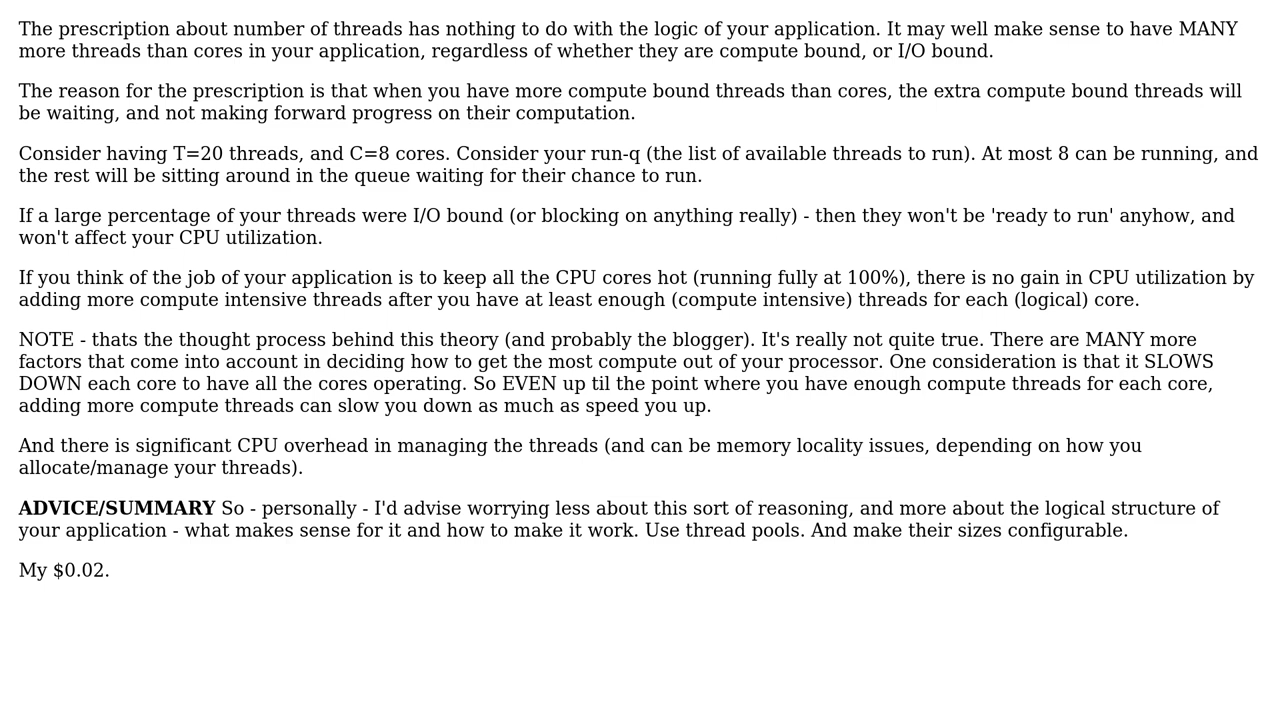 The prescription about number of threads has nothing to do with the logic of your application. It may well make sense to have MANY
more threads than cores in your application, regardless of whether they are compute bound, or I/O bound.
The reason for the prescription is that when you have more compute bound threads than cores, the extra compute bound threads will
be waiting, and not making forward progress on their computation.
Consider having T=20 threads, and C=8 cores. Consider your run-q (the list of available threads to run). At most 8 can be running, and
the rest will be sitting around in the queue waiting for their chance to run.
If a large percentage of your threads were I/O bound (or blocking on anything really) - then they won't be 'ready to run' anyhow, and
won't affect your CPU utilization.
If you think of the job of your application is to keep all the CPU cores hot (running fully at 100%), there is no gain in CPU utilization by
adding more compute intensive threads after you have at least enough (compute intensive) threads for each (logical) core.
NOTE - thats the thought process behind this theory (and probably the blogger). It's really not quite true. There are MANY more
factors that come into account in deciding how to get the most compute out of your processor. One consideration is that it SLOWS
DOWN each core to have all the cores operating. So EVEN up til the point where you have enough compute threads for each core,
adding more compute threads can slow you down as much as speed you up.
And there is significant CPU overhead in managing the threads (and can be memory locality issues, depending on how you
allocate/manage your threads).
ADVICE/SUMMARY So - personally - I'd advise worrying less about this sort of reasoning, and more about the logical structure of
your application - what makes sense for it and how to make it work. Use thread pools. And make their sizes configurable.
My $0.02.